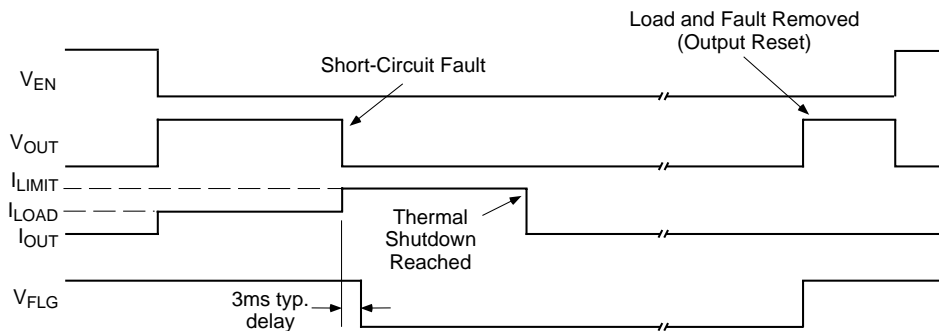 Load and Fault Removed
(Output Reset)
VEN
Short-Circuit Fault
VOUT
ILIMIT
ILOAD
IOUT
Thermal
Shutdown
Reached
VFLG
3ms typ.
delay